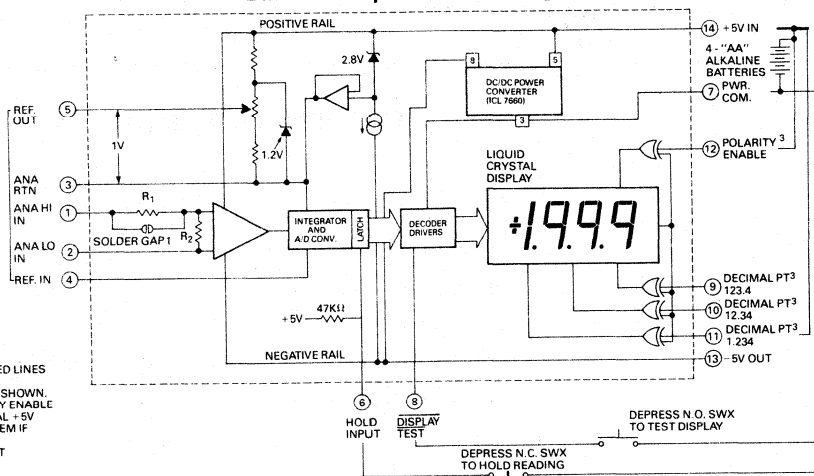 POSITIVE RAIL
14 +5V IN
4 - "AA"
ALKALINE
BATTERIES
7 PWR.
COM.
2.8V
8
5
DC/DC POWER
CONVERTER
(ICL 7660)
3
REF.
OUT
5
1V
1.2V
LIQUID
CRYSTAL
DISPLAY
12 POLARITY 3
ENABLE
ANA
RTN
3
ANA HI
IN
1
R1
SOLDER GAP 1
R2
ANA LO
IN
2
REF. IN
4
INTEGRATOR
AND
A/D CONV.
LATCH
DECODER
DRIVERS
+1.9.9.9
9 DECIMAL PT3
123.4
10 DECIMAL PT3
12.34
11 DECIMAL PT3
1.234
47KΩ
+5V
NEGATIVE RAIL
13 -5V OUT
ED LINES
SHOWN.
Y ENABLE
AL +5V
EM IF
T
6
HOLD
INPUT
8
DISPLAY
TEST
DEPRESS N.O. SWX
TO TEST DISPLAY
DEPRESS N.C. SWX
TO HOLD READING